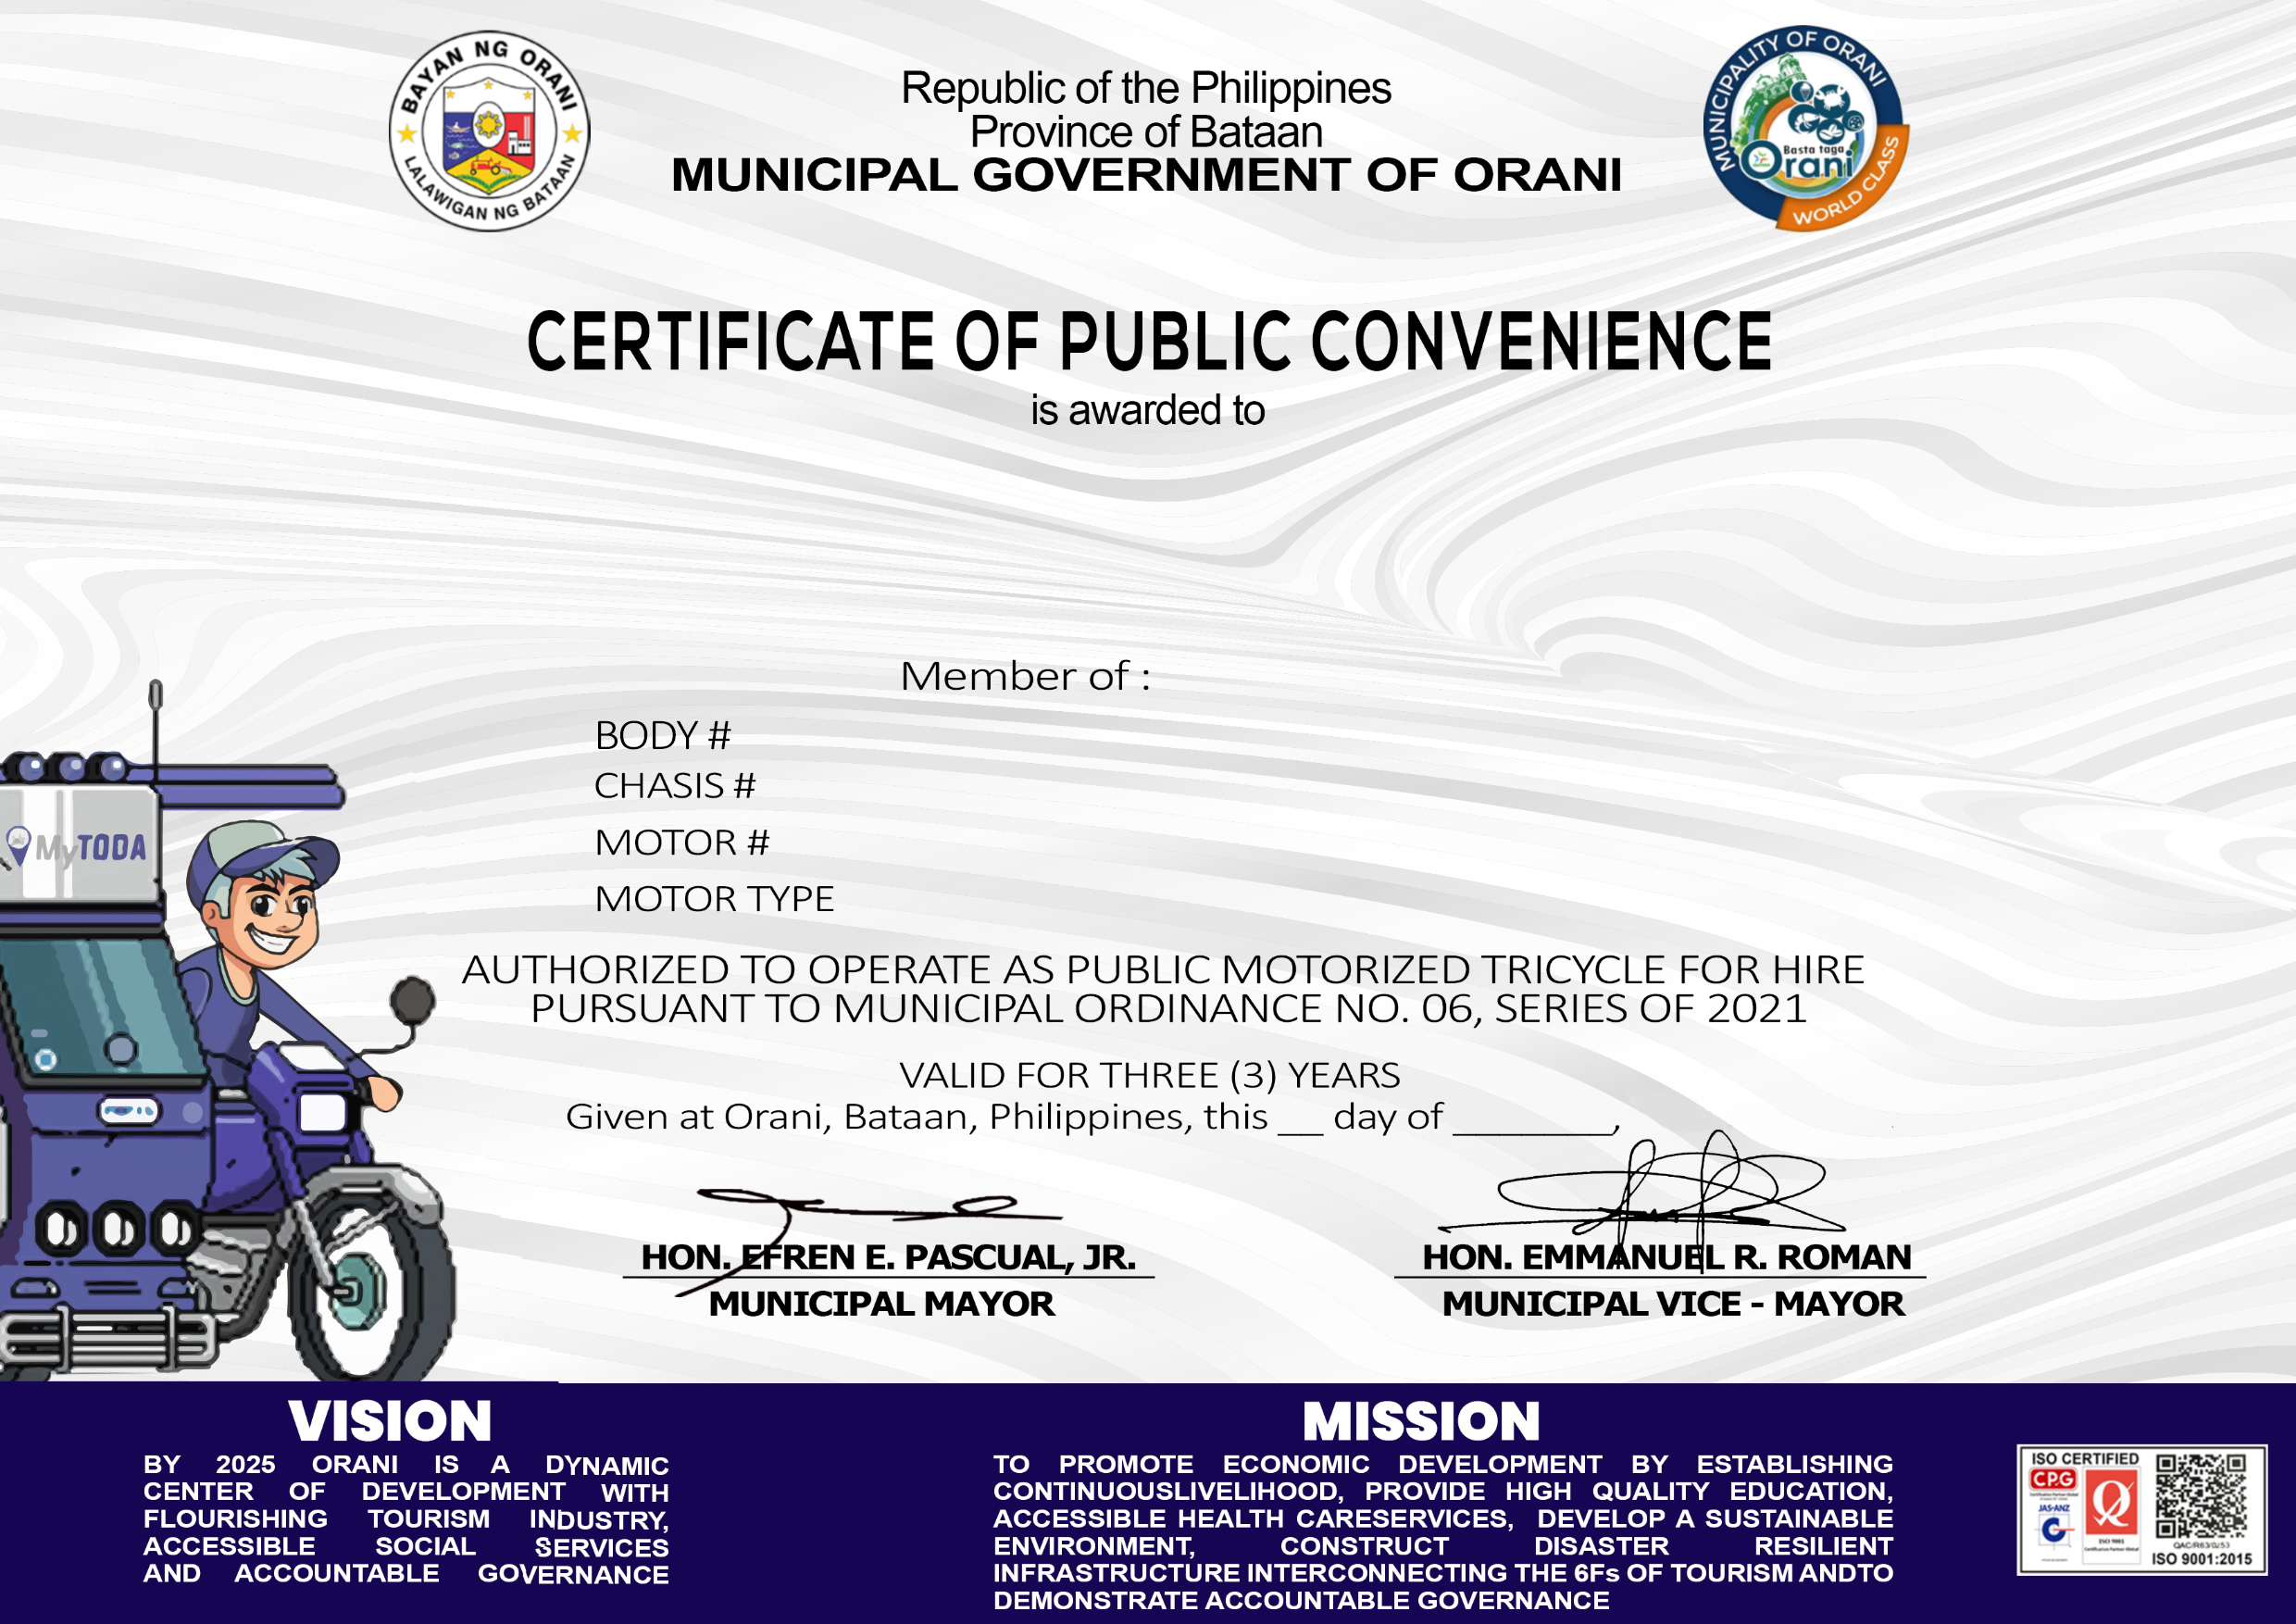 BAYAN NG ORANI
LALAWIGAN NG BATAAN
Republic of the Philippines
Province of Bataan
MUNICIPAL GOVERNMENT OF ORANI
MUNICIPALITY OF ORANI
Basta taga
Orani
WORLD CLASS
CERTIFICATE OF PUBLIC CONVENIENCE
is awarded to
Member of :
BODY #
CHASIS #
MOTOR #
MOTOR TYPE
MyTODA
AUTHORIZED TO OPERATE AS PUBLIC MOTORIZED TRICYCLE FOR HIRE
PURSUANT TO MUNICIPAL ORDINANCE NO. 06, SERIES OF 2021
VALID FOR THREE (3) YEARS
Given at Orani, Bataan, Philippines, this __ day of _______,
HON. EFREN E. PASCUAL, JR.
MUNICIPAL MAYOR
HON. EMMANUEL R. ROMAN
MUNICIPAL VICE - MAYOR
VISION
BY 2025 ORANI IS A DYNAMIC
CENTER OF DEVELOPMENT WITH
FLOURISHING TOURISM INDUSTRY,
ACCESSIBLE SOCIAL SERVICES
AND ACCOUNTABLE GOVERNANCE
MISSION
TO PROMOTE ECONOMIC DEVELOPMENT BY ESTABLISHING
CONTINUOUSLIVELIHOOD, PROVIDE HIGH QUALITY EDUCATION,
ACCESSIBLE HEALTH CARESERVICES, DEVELOP A SUSTAINABLE
ENVIRONMENT, CONSTRUCT DISASTER RESILIENT
INFRASTRUCTURE INTERCONNECTING THE 6Fs OF TOURISM ANDTO
DEMONSTRATE ACCOUNTABLE GOVERNANCE
ISO CERTIFIED
CPG
JAS-ANZ
ISO 9001
QAC/R63/0253
ISO 9001:2015